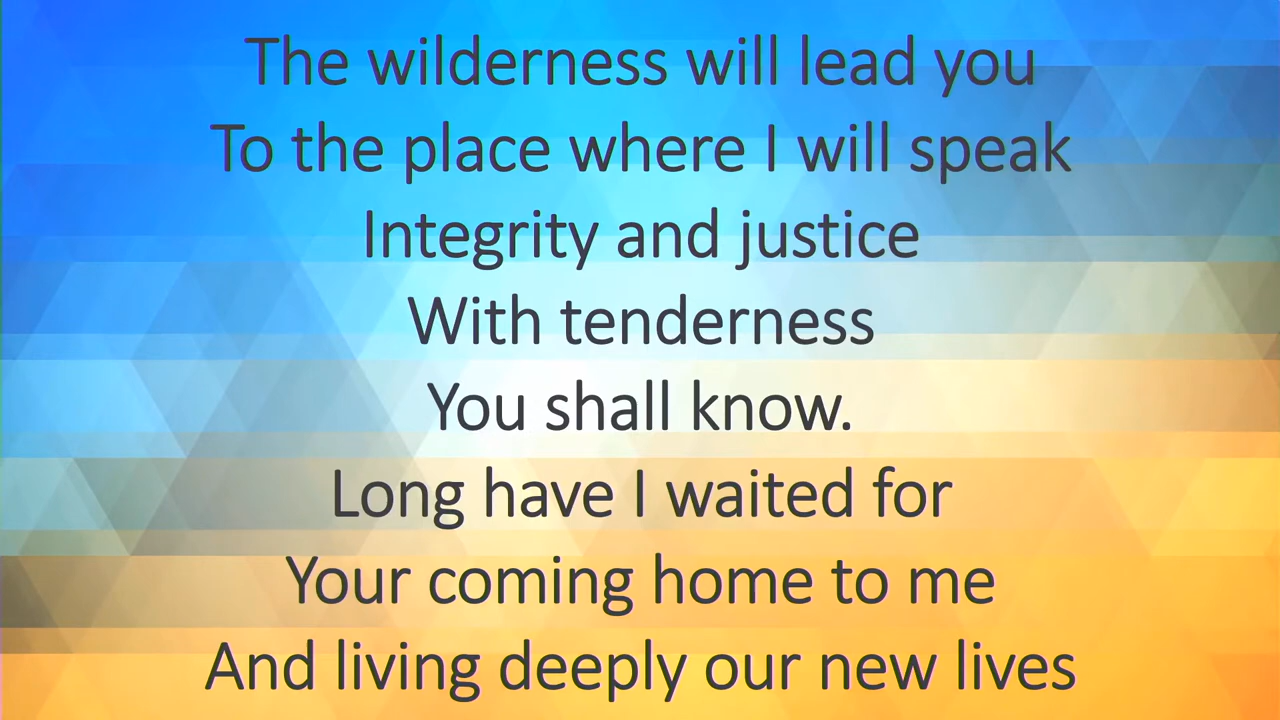 The wilderness will lead you
To the place where I will speak
Integrity and justice
With tenderness
You shall know.
Long have I waited for
Your coming home to me
And living deeply our new lives